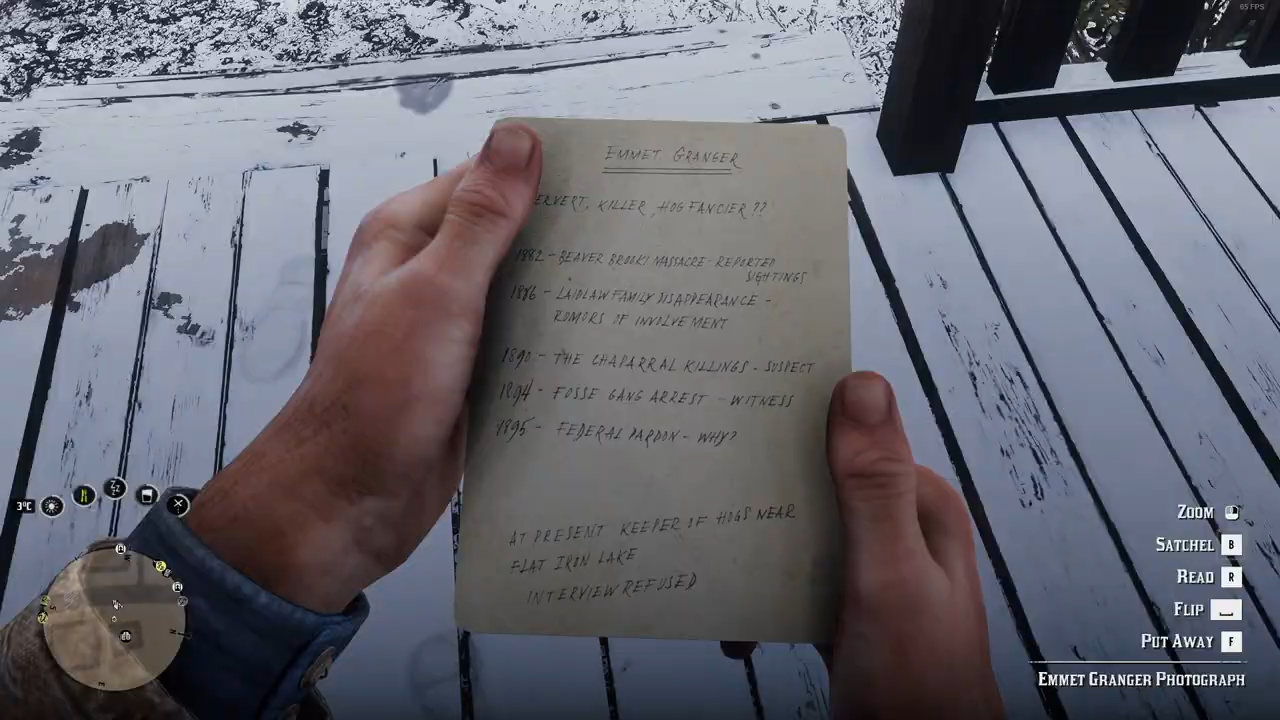 65 FPS
EMMET GRANGER
ERVERT, KILLER, HOG FANCIER ??
1882 - BEAVER BROOK! MASSACRE - REPORTED
SIGHTINGS
1886 - LAIDLAW FAMILY DISAPPEARANCE -
RUMORS OF INVOLVEMENT
1890 - THE CHAPARRAL KILLINGS - SUSPECT
1894 - FOSSE GANG ARREST - WITNESS
1895 - FEDERAL PARDON - WHY?
AT PRESENT KEEPER OF HOGS NEAR
FLAT IRON LAKE
INTERVIEW REFUSED
3°C
Zoom
Satchel B
Read R
Flip
Put Away F
Emmet Granger Photograph